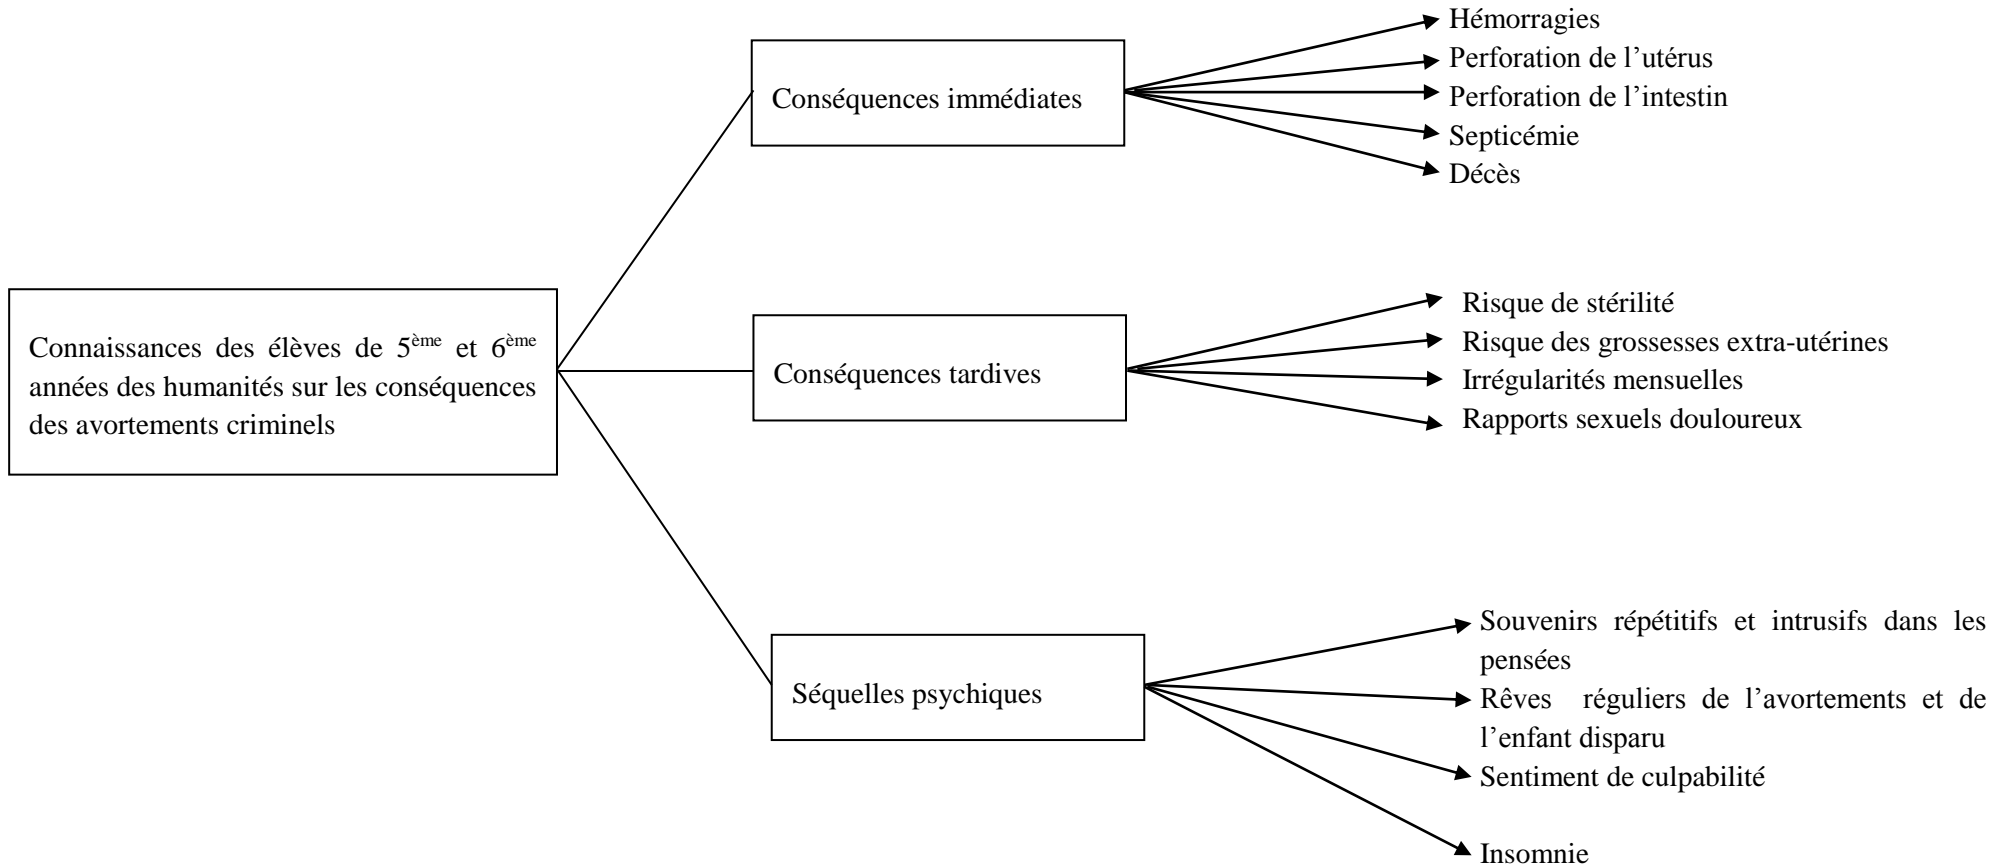 Connaissances des élèves de 5ème et 6ème
années des humanités sur les conséquences
des avortements criminels
Conséquences immédiates
Hémorragies
Perforation de l’utérus
Perforation de l’intestin
Septicémie
Décès
Conséquences tardives
Risque de stérilité
Risque des grossesses extra-utérines
Irrégularités mensuelles
Rapports sexuels douloureux
Séquelles psychiques
Souvenirs répétitifs et intrusifs dans les
pensées
Rêves réguliers de l’avortements et de
l’enfant disparu
Sentiment de culpabilité
Insomnie